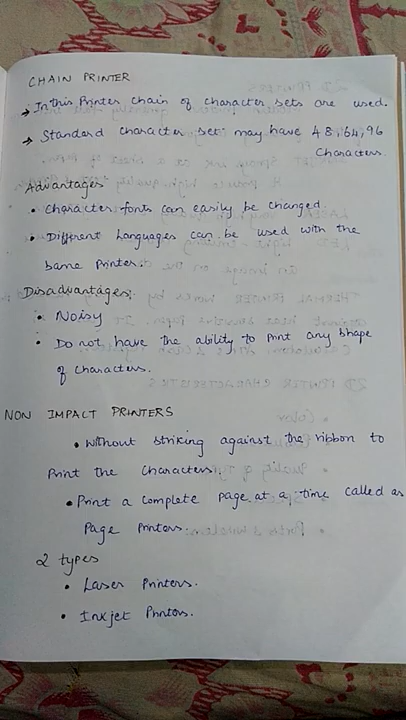 CHAIN PRINTER
→ In this Printer chain of character sets are used.
→ Standard character set may have 48, 64, 96
Characters.
Advantages
• Character fonts can easily be changed.
• Different Languages can be used with the
same Printer.
Disadvantages:
• Noisy
• Do not have the ability to Print any shape
of characters.
NON IMPACT PRINTERS
• Without striking against the ribbon to
Print the characters.
• Print a complete page at a time called as
Page Printers.
2 types
• Laser Printers.
• Inkjet Printers.